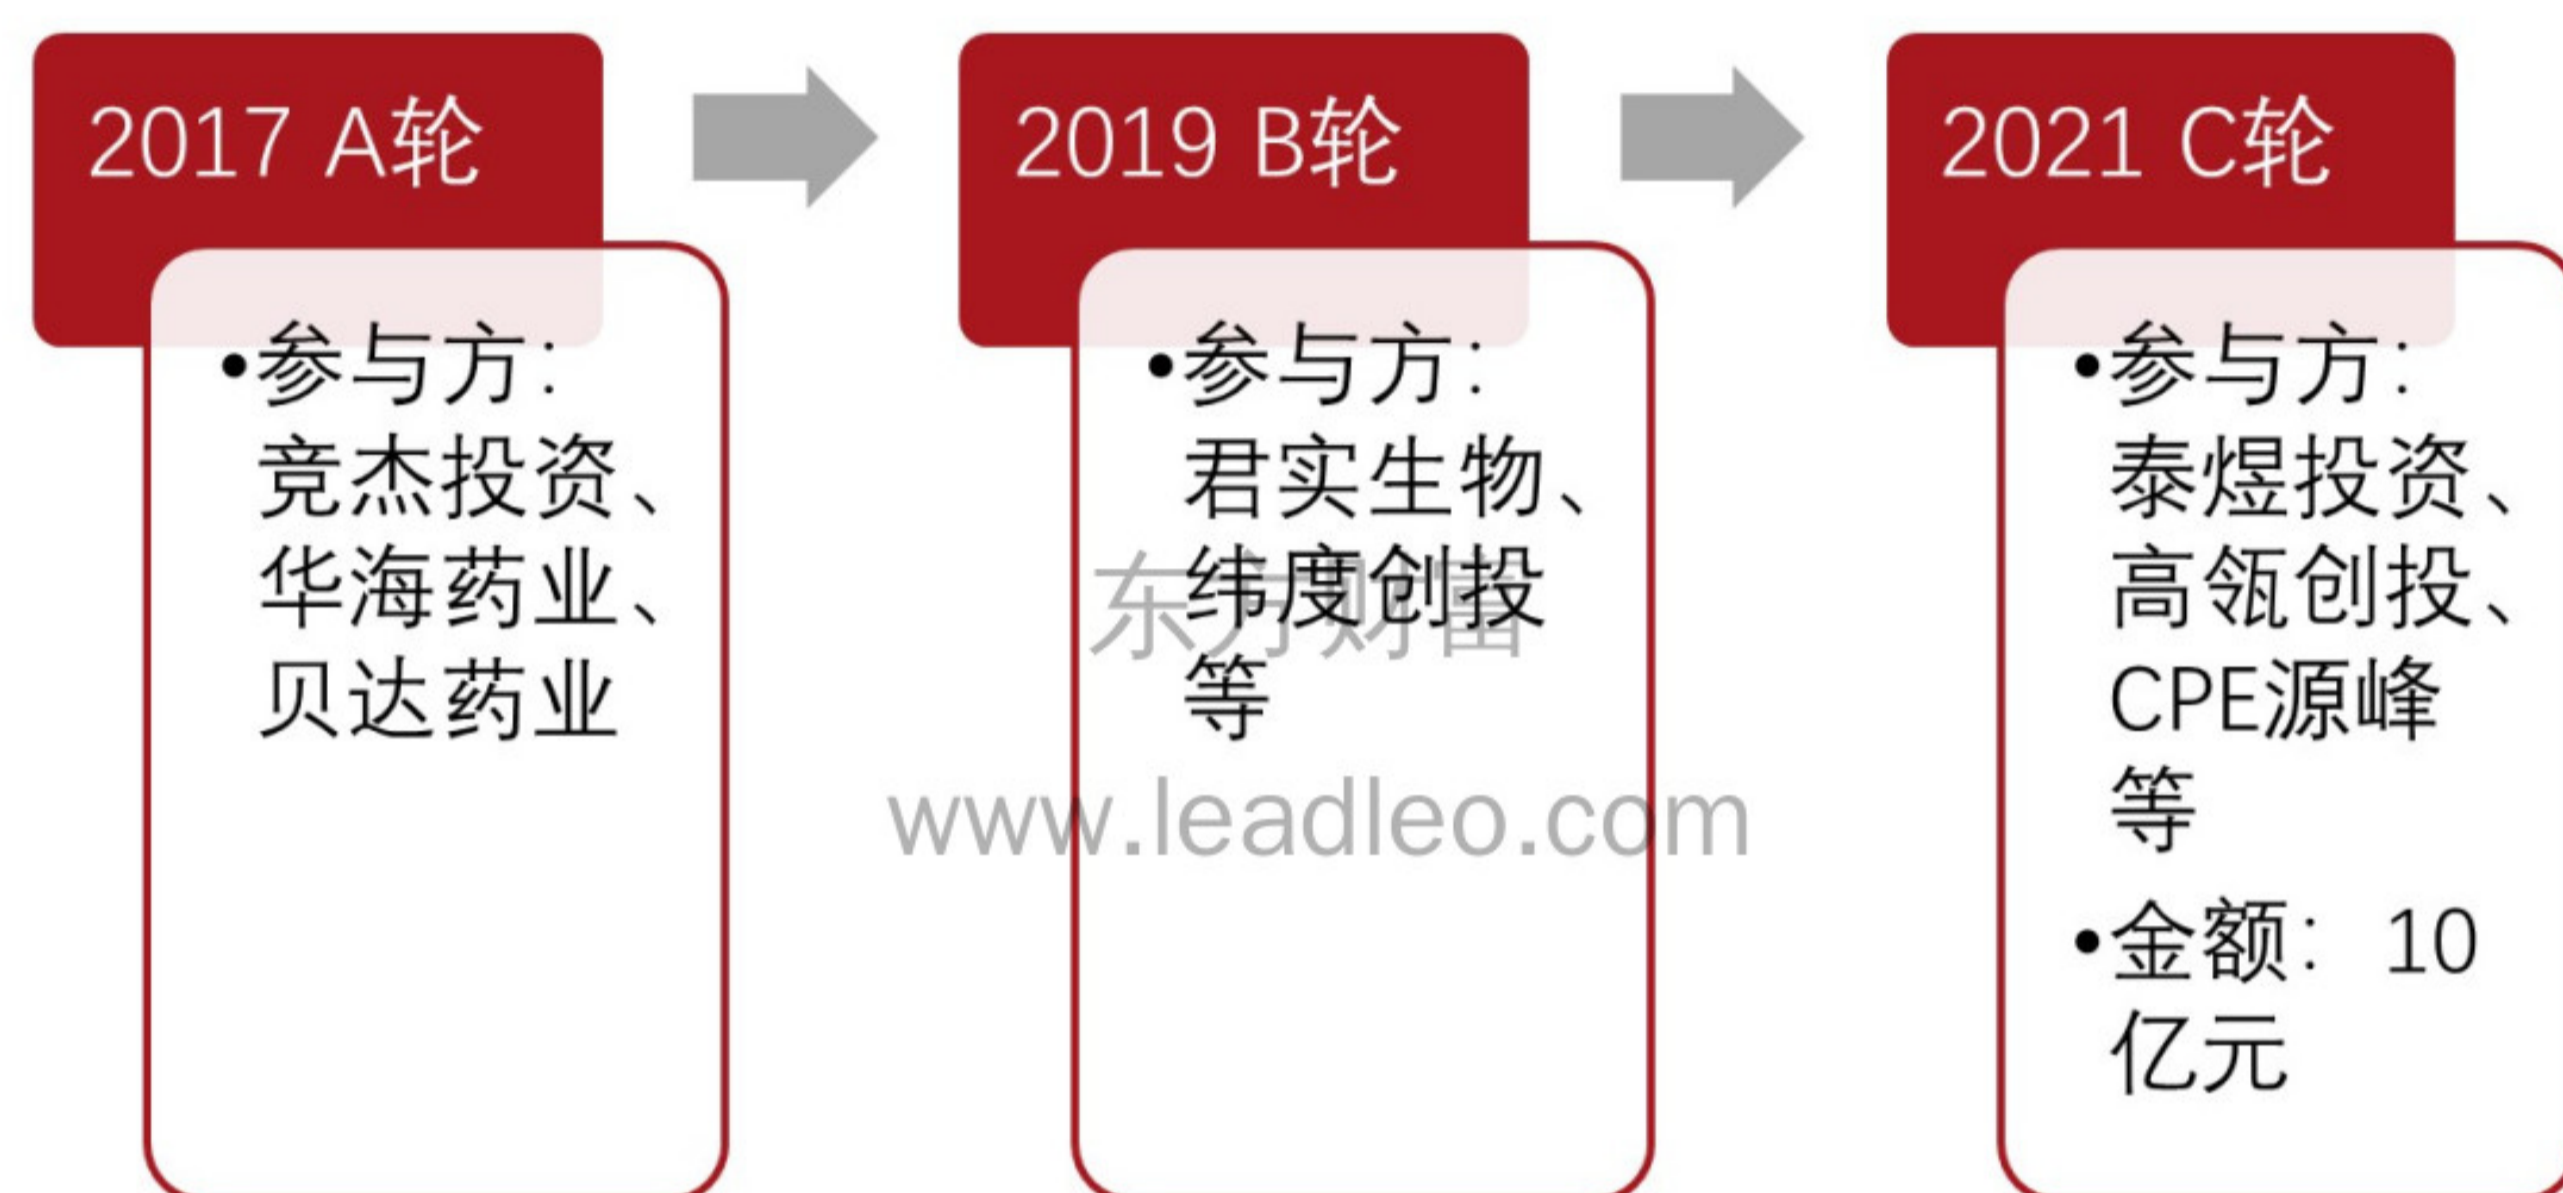 2017 A轮
•参与方：
竞杰投资、
华海药业、
贝达药业
2019 B轮
•参与方：
君实生物、
纬度创投
等
2021 C轮
•参与方：
泰煜投资、
高瓴创投、
CPE源峰
等
•金额：10
亿元
东方财富
www.leadleo.com